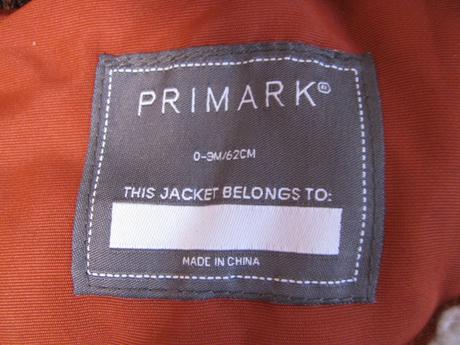 PRIMARK®
0-3M/62CM
THIS JACKET BELONGS TO:
MADE IN CHINA